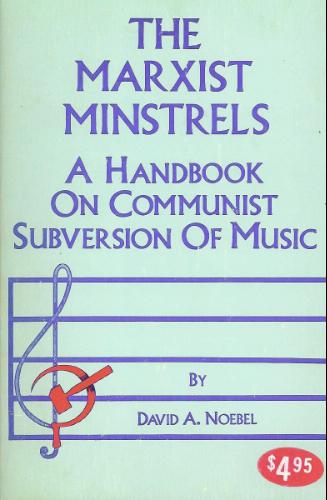 THE
MARXIST
MINSTRELS
A HANDBOOK
ON COMMUNIST
SUBVERSION OF MUSIC
BY
DAVID A. NOEBEL
$4.95